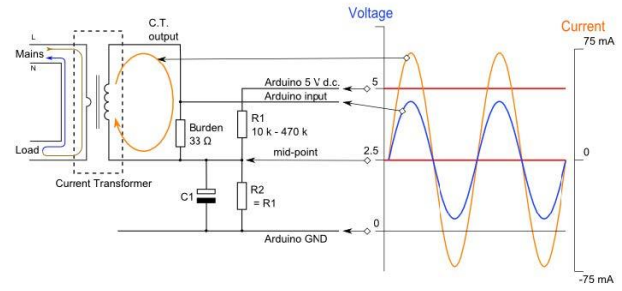 Voltage
Current
C.T.
output
L
Mains
N
Load
Current Transformer
Burden
33 Ω
C1
Arduino 5 V d.c.
Arduino input
R1
10 k - 470 k
mid-point
R2
= R1
Arduino GND
5
2.5
0
75 mA
0
-75 mA